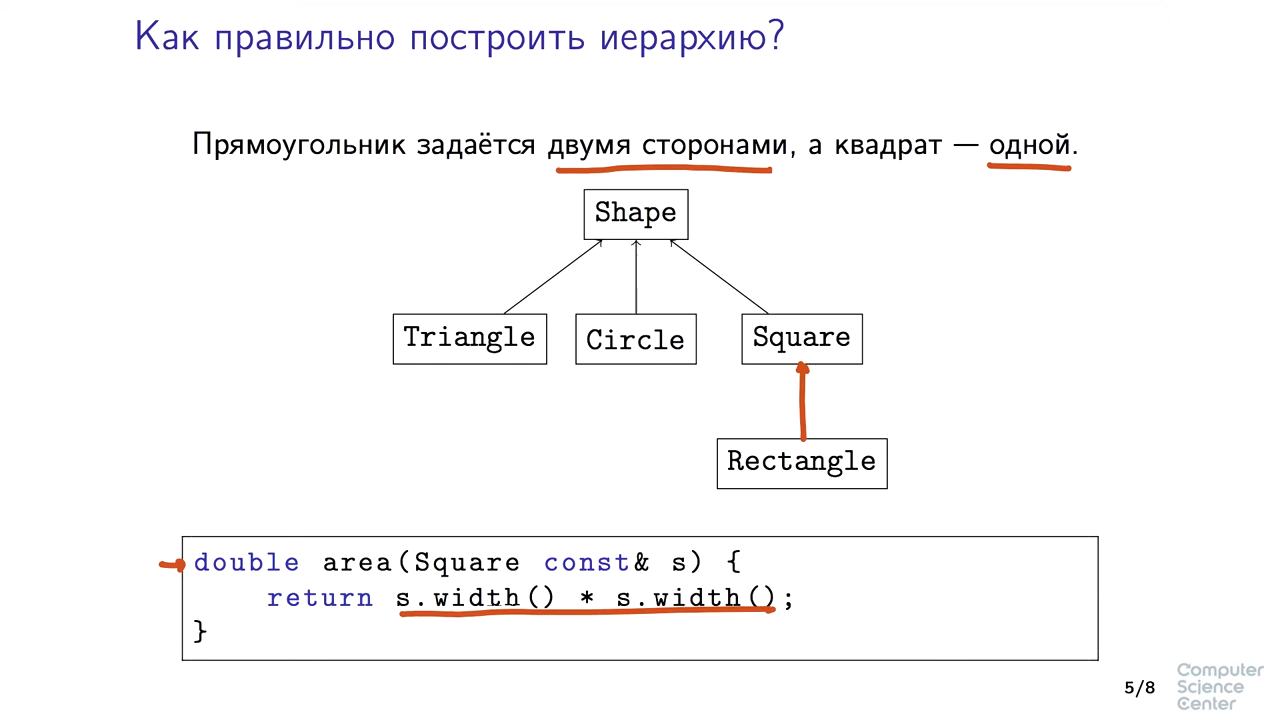 Как правильно построить иерархию?
Прямоугольник задаётся двумя сторонами, а квадрат — одной.
Shape
Triangle
Circle
Square
Rectangle
double area(Square const& s) {
return s.width() * s.width();
}
5/8
Computer
Science
Center